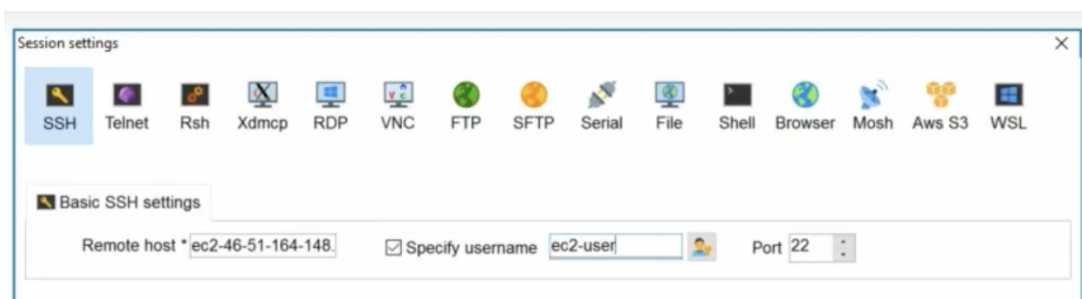 Session settings
SSH Telnet Rsh Xdmcp RDP VNC FTP SFTP Serial File Shell Browser Mosh Aws S3 WSL
Basic SSH settings
Remote host * ec2-46-51-164-148. Specify username ec2-user Port 22